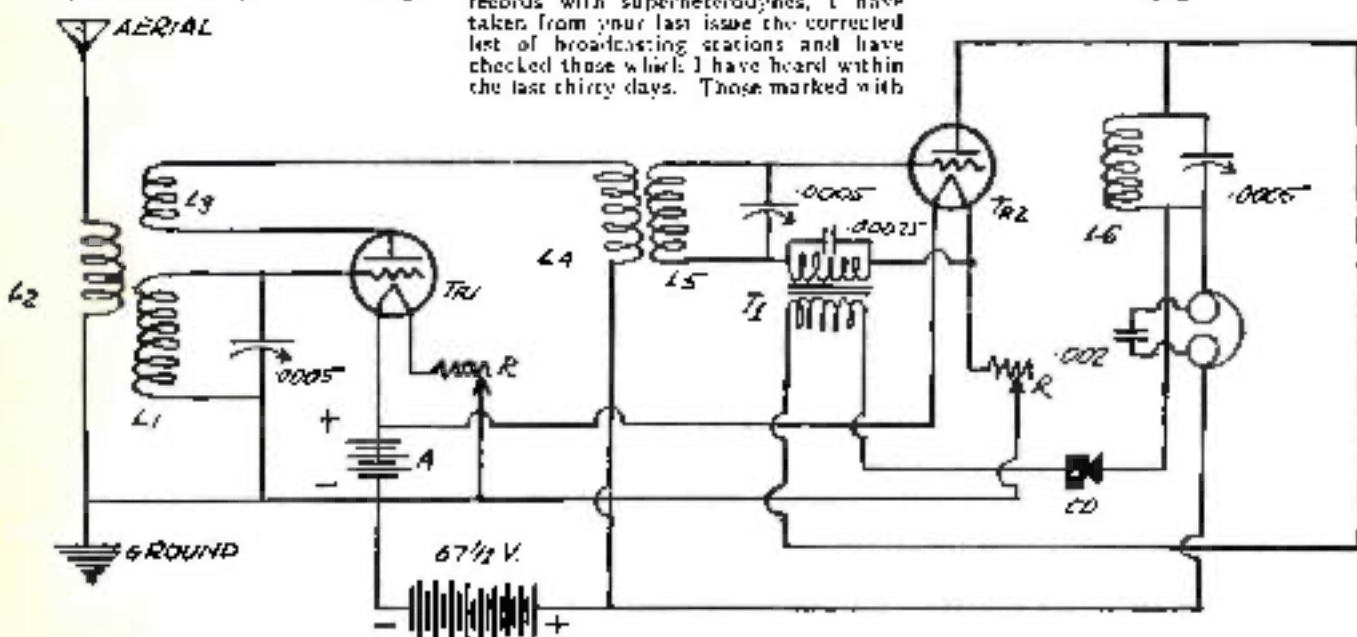 records with superheterodynes, I have
taken from your last issue the corrected
list of broadcasting stations and have
checked those which I have heard within
the last thirty days. Those marked with
AERIAL
L3
L2
TR1
L4
L5
.0005
.00025
TR2
L6
.0005
T1
.002
L1
.0005
R
R
+
A
-
CD
GROUND
67½ V.
- +